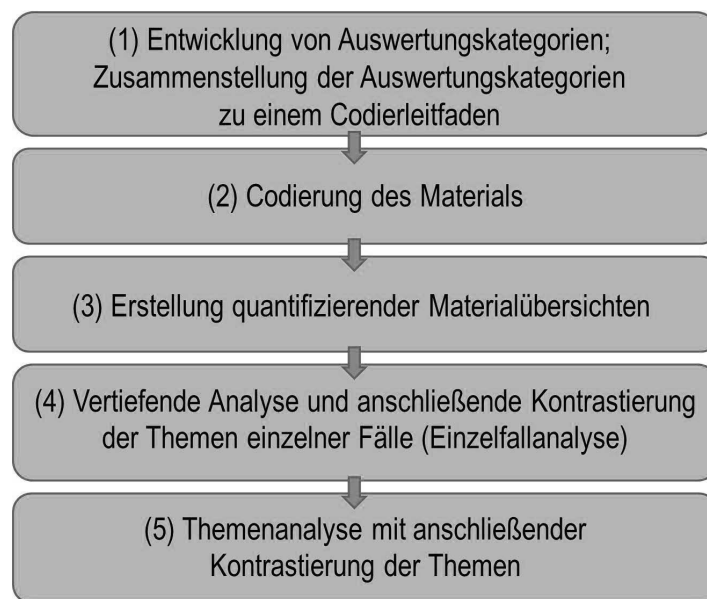 (1) Entwicklung von Auswertungskategorien;
Zusammenstellung der Auswertungskategorien
zu einem Codierleitfaden
(2) Codierung des Materials
(3) Erstellung quantifizierender Materialübersichten
(4) Vertiefende Analyse und anschließende Kontrastierung
der Themen einzelner Fälle (Einzelfallanalyse)
(5) Themenanalyse mit anschließender
Kontrastierung der Themen